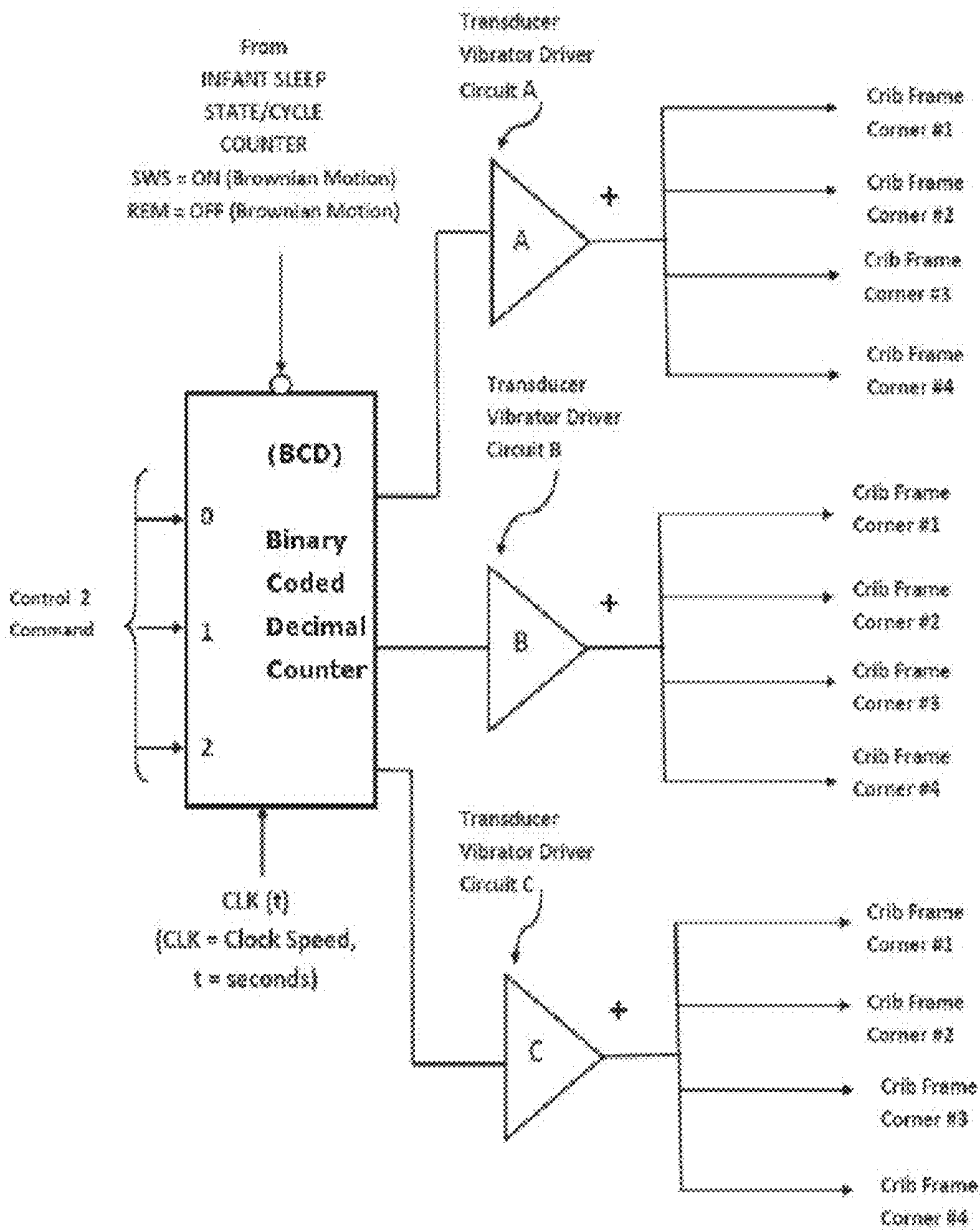 From
INFANT SLEEP
STATE/CYCLE
COUNTER
SWS = ON (Brownian Motion)
REM = OFF (Brownian Motion)
Transducer
Vibrator Driver
Circuit A
A
+
Crib Frame
Corner #1
Crib Frame
Corner #2
Crib Frame
Corner #3
Crib Frame
Corner #4
Control 2
Command
0
1
2
(BCD)
Binary
Coded
Decimal
Counter
CLK (t)
(CLK = Clock Speed,
t = seconds)
Transducer
Vibrator Driver
Circuit B
B
+
Crib Frame
Corner #1
Crib Frame
Corner #2
Crib Frame
Corner #3
Crib Frame
Corner #4
Transducer
Vibrator Driver
Circuit C
C
+
Crib Frame
Corner #1
Crib Frame
Corner #2
Crib Frame
Corner #3
Crib Frame
Corner #4